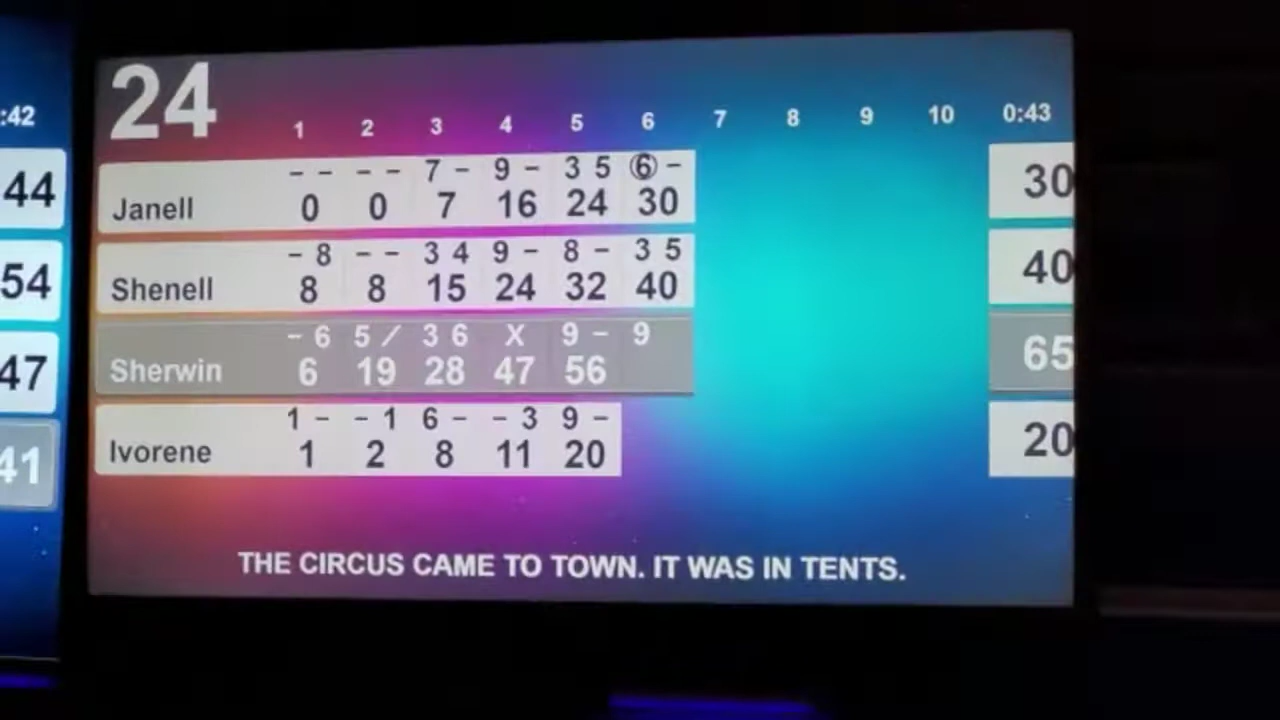 :42
44
54
47
41
24
1 2 3 4 5 6 7 8 9 10 0:43
- - - - 7 - 9 - 3 5 6 -
Janell 0 0 7 16 24 30 30
- 8 - - 3 4 9 - 8 - 3 5
Shenell 8 8 15 24 32 40 40
- 6 5 / 3 6 X 9 - 9
Sherwin 6 19 28 47 56 65
1 - - 1 6 - - 3 9 -
Ivorene 1 2 8 11 20 20
THE CIRCUS CAME TO TOWN. IT WAS IN TENTS.